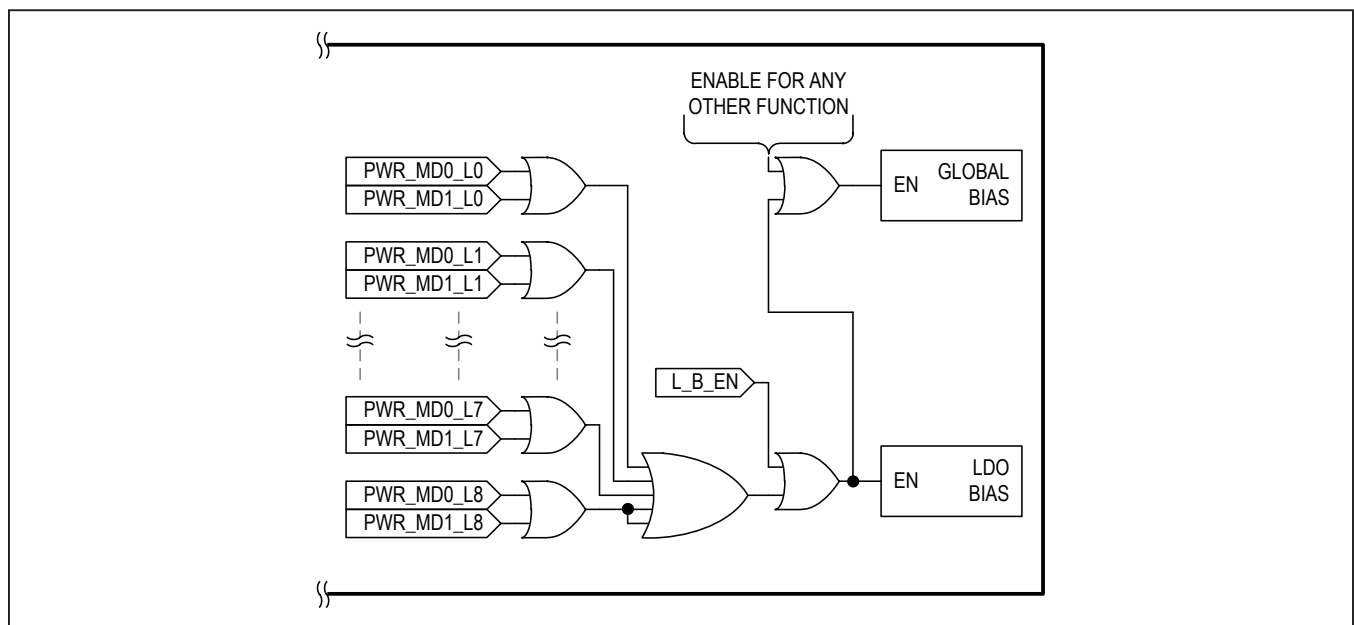 ENABLE FOR ANY
OTHER FUNCTION
PWR_MD0_L0
PWR_MD1_L0
EN GLOBAL
BIAS
PWR_MD0_L1
PWR_MD1_L1
L_B_EN
PWR_MD0_L7
PWR_MD1_L7
EN LDO
BIAS
PWR_MD0_L8
PWR_MD1_L8